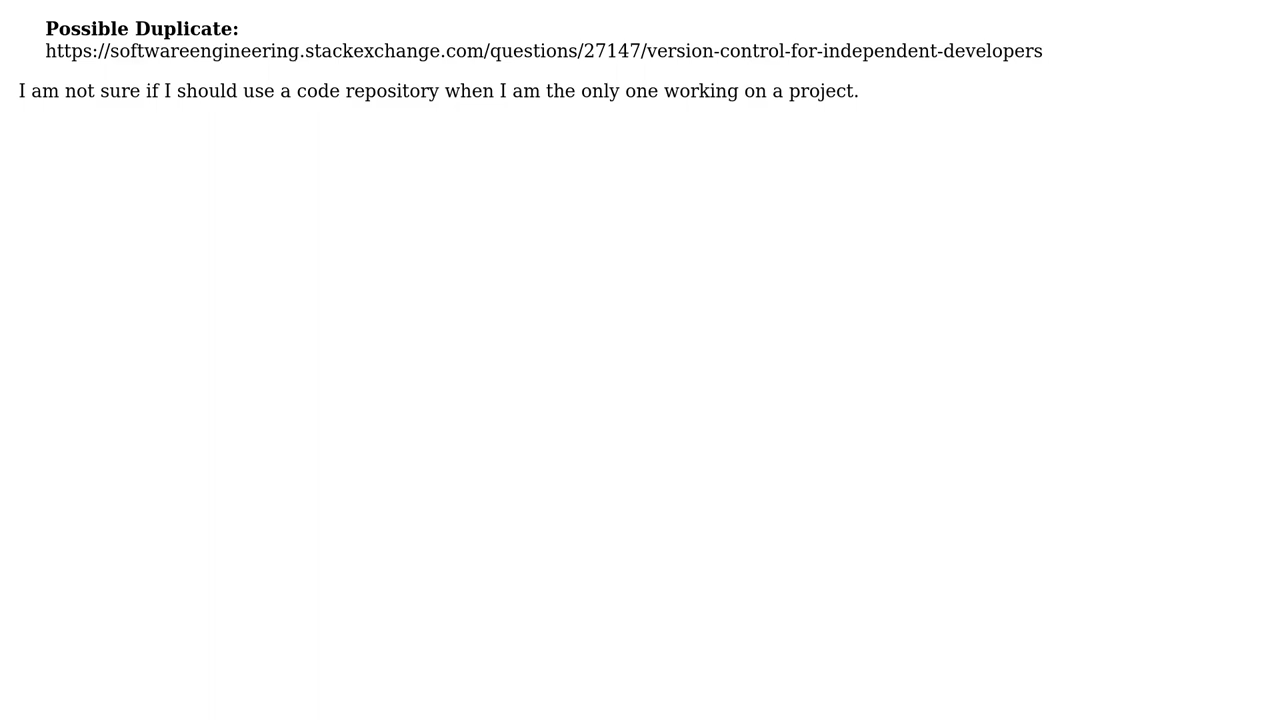 Possible Duplicate:
https://softwareengineering.stackexchange.com/questions/27147/version-control-for-independent-developers
I am not sure if I should use a code repository when I am the only one working on a project.